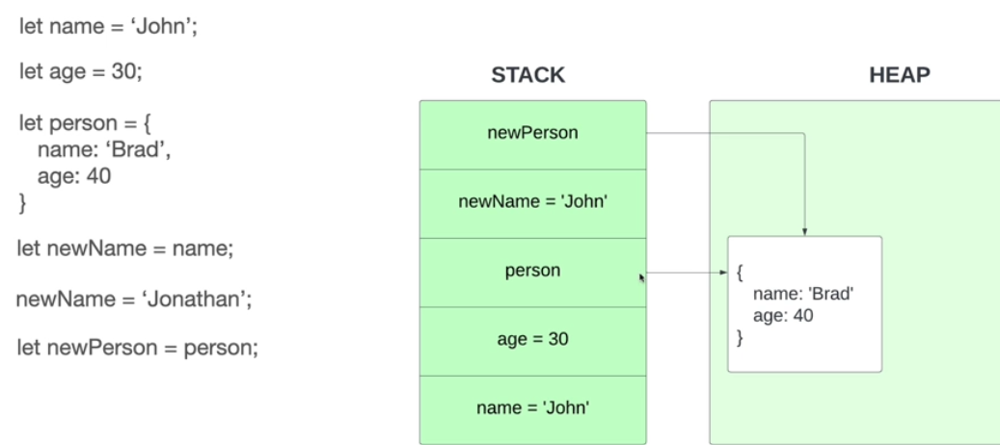 let name = ‘John’;
let age = 30;
let person = {
name: ‘Brad’,
age: 40
}
let newName = name;
newName = ‘Jonathan’;
let newPerson = person;
STACK
newPerson
newName = 'John'
person
age = 30
name = 'John'
HEAP
{
name: 'Brad'
age: 40
}